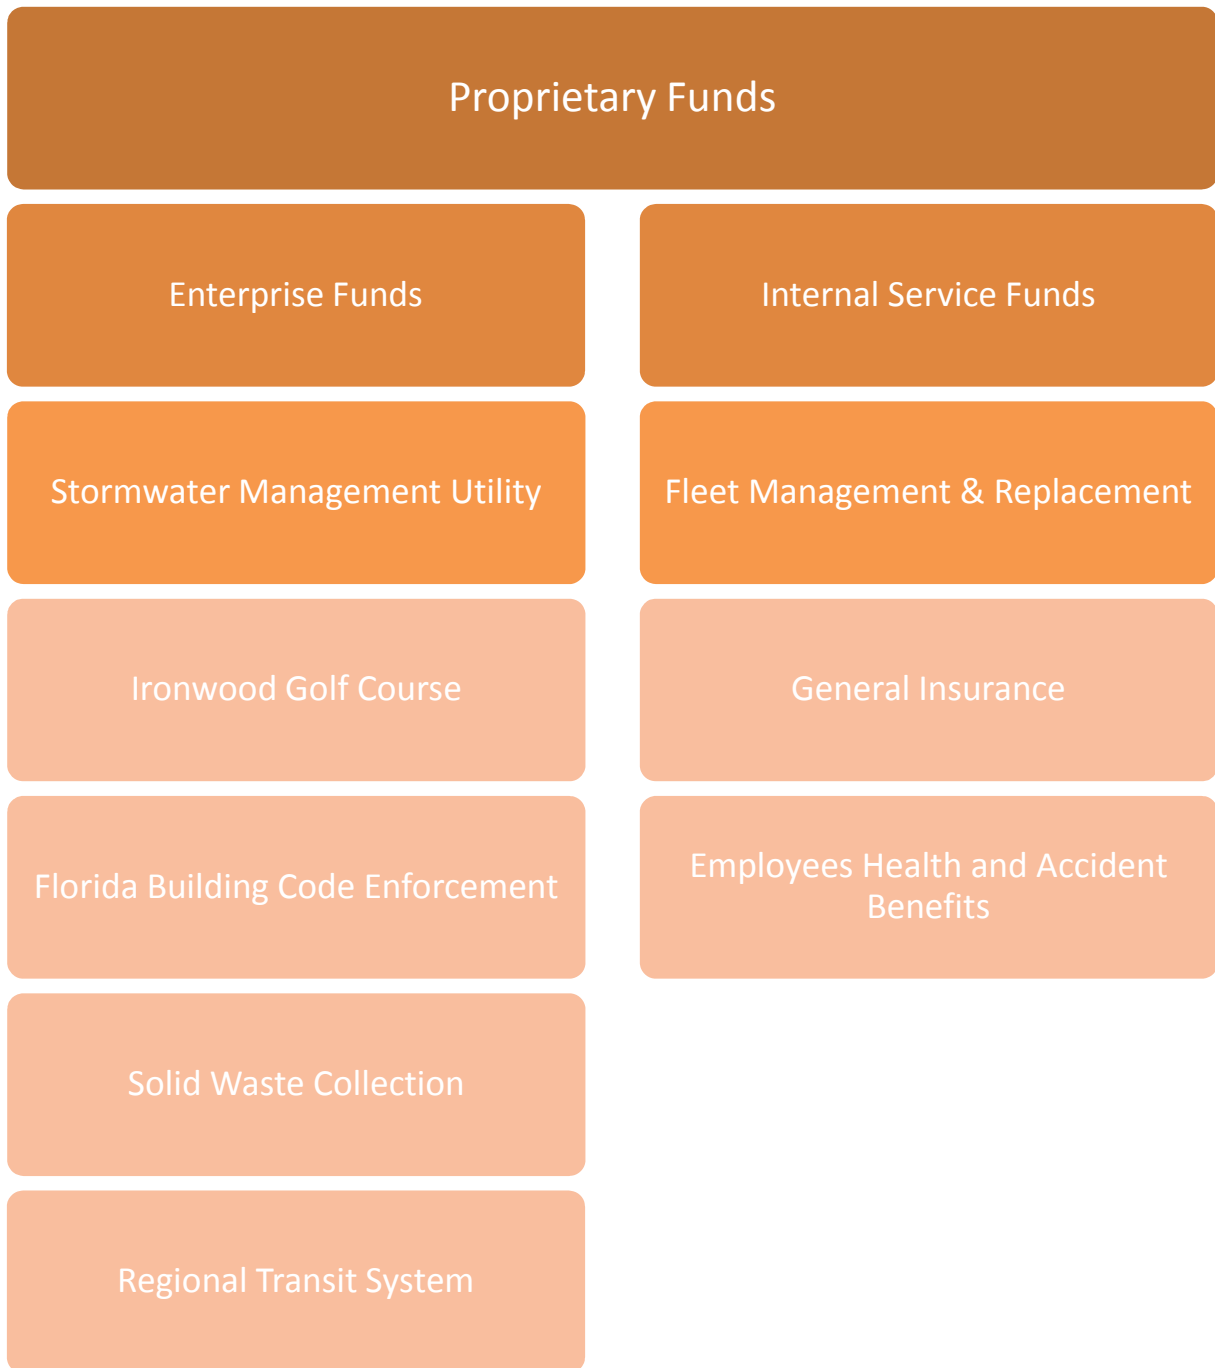 Proprietary Funds
Enterprise Funds
Internal Service Funds
Stormwater Management Utility
Fleet Management & Replacement
Ironwood Golf Course
General Insurance
Florida Building Code Enforcement
Employees Health and Accident
Benefits
Solid Waste Collection
Regional Transit System